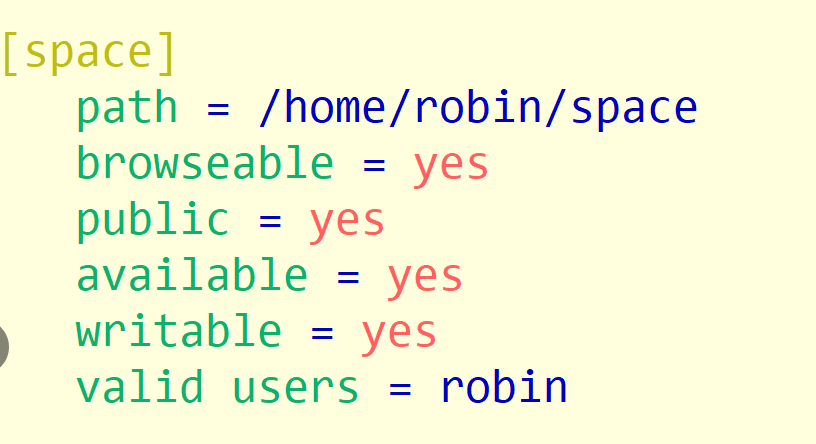 [space]
path = /home/robin/space
browseable = yes
public = yes
available = yes
writable = yes
valid users = robin